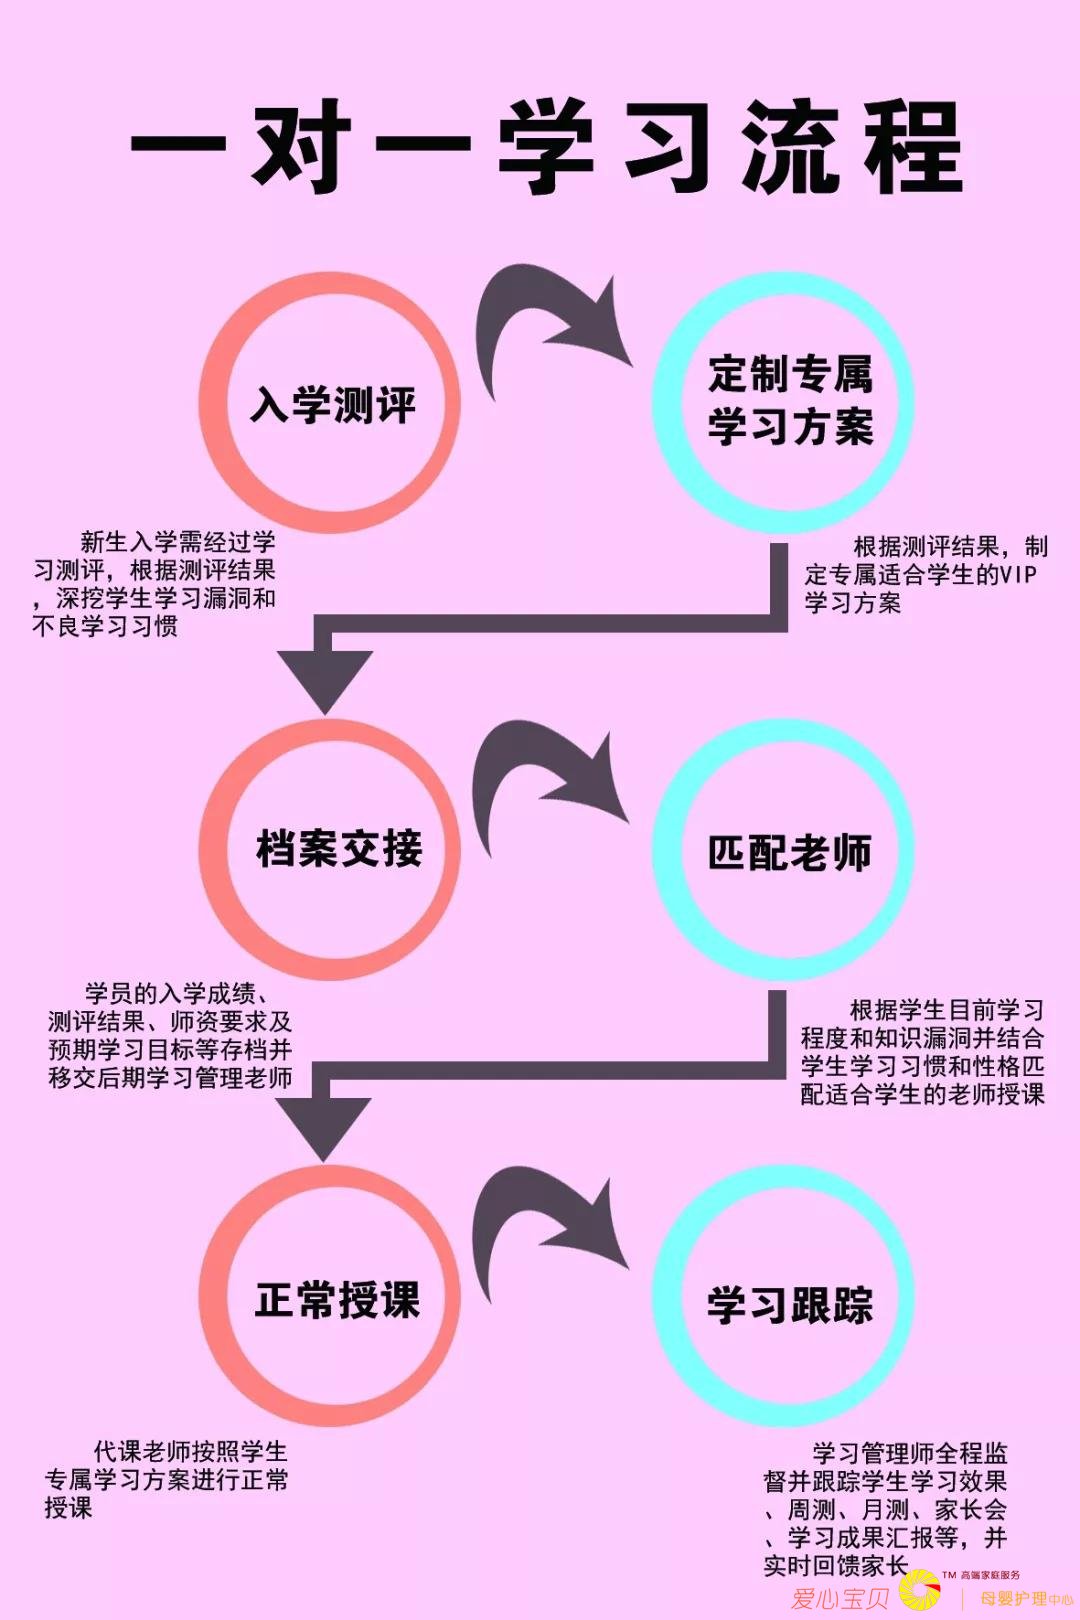 一对一学习流程
入学测评
定制专属
学习方案
新生入学需经过学
习测评，根据测评结果
，深挖学生学习漏洞和
不良学习习惯
根据测评结果，制
定专属适合学生的VIP
学习方案
档案交接
匹配老师
学员的入学成绩、
测评结果、师资要求及
预期学习目标等存档并
移交后期学习管理老师
根据学生目前学习
程度和知识漏洞并结合
学生学习习惯和性格匹
配适合学生的老师授课
正常授课
学习跟踪
代课老师按照学生
专属学习方案进行正常
授课
学习管理师全程监
督并跟踪学生学习效果
、周测、月测、家长会
、学习成果汇报等，并
实时回馈家长
TM 高端家庭服务
爱心宝贝
母婴护理中心